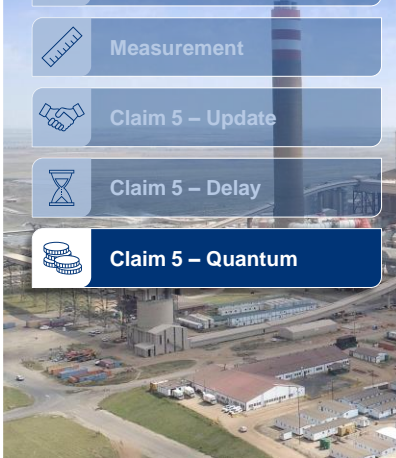 Measurement
Claim 5 – Update
Claim 5 – Delay
Claim 5 – Quantum